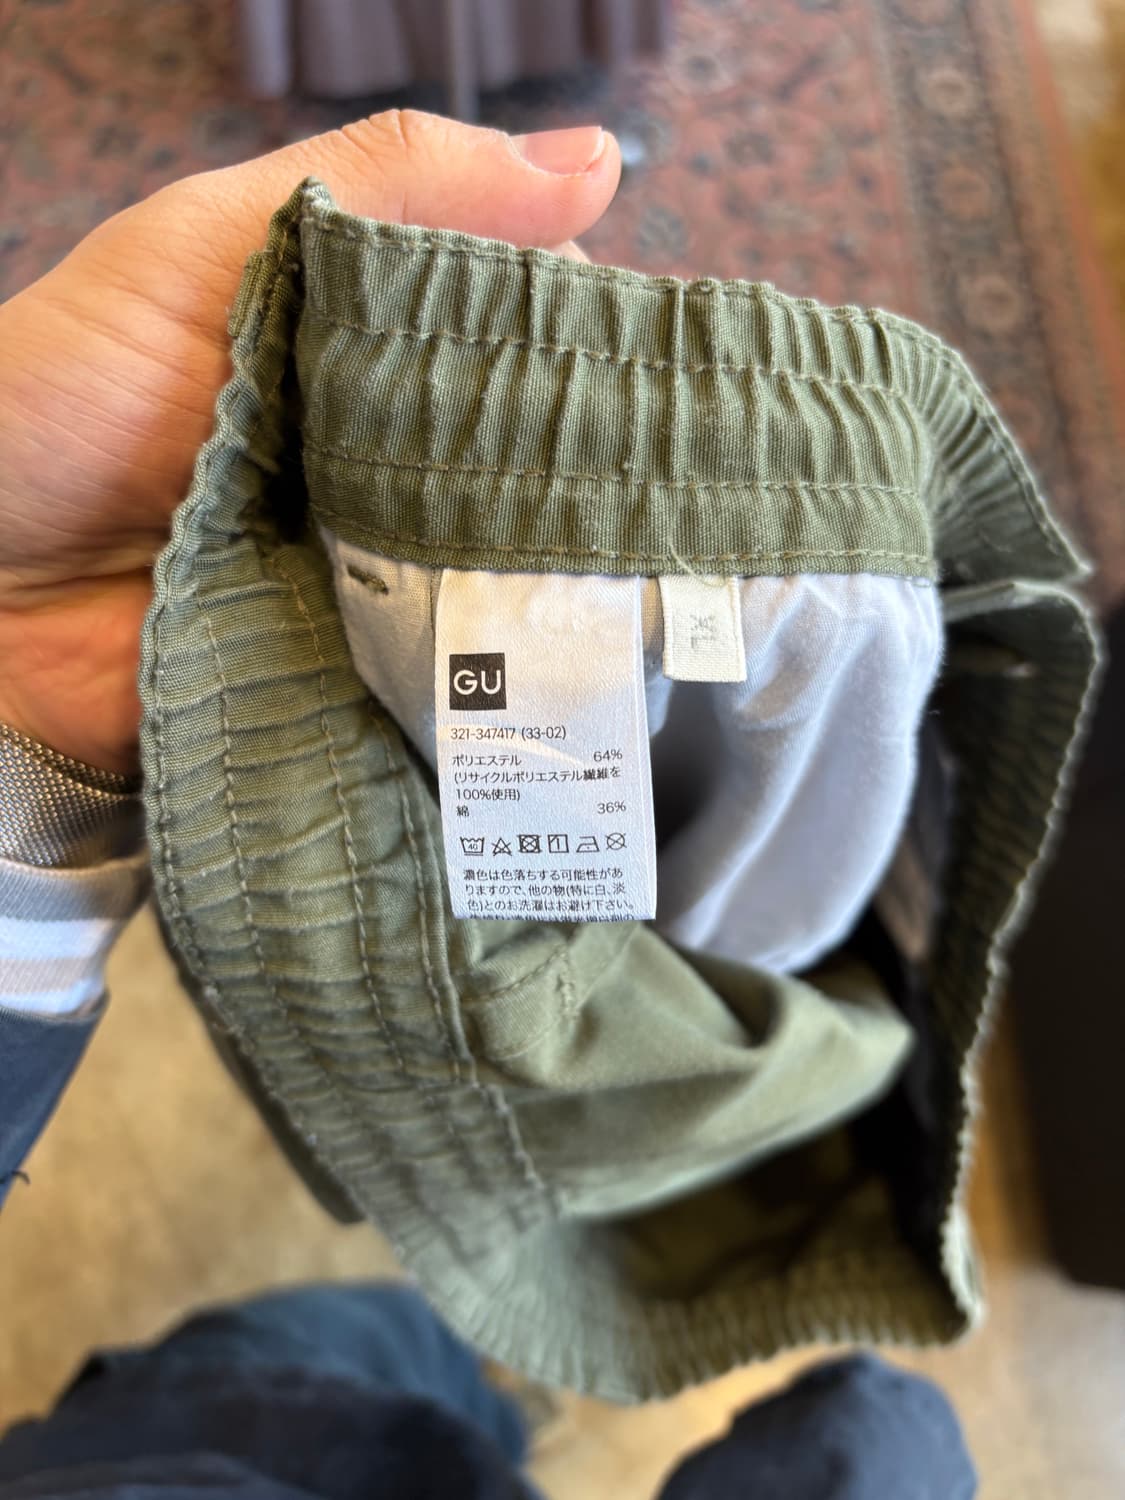 GU
XL
321-347417 (33-02)
ポリエステル 64%
(リサイクルポリエステル繊維を
100%使用)
綿 36%
40
濃色は色落ちする可能性があ
りますので、他の物(特に白、淡
色)とのお洗濯はお避け下さい。